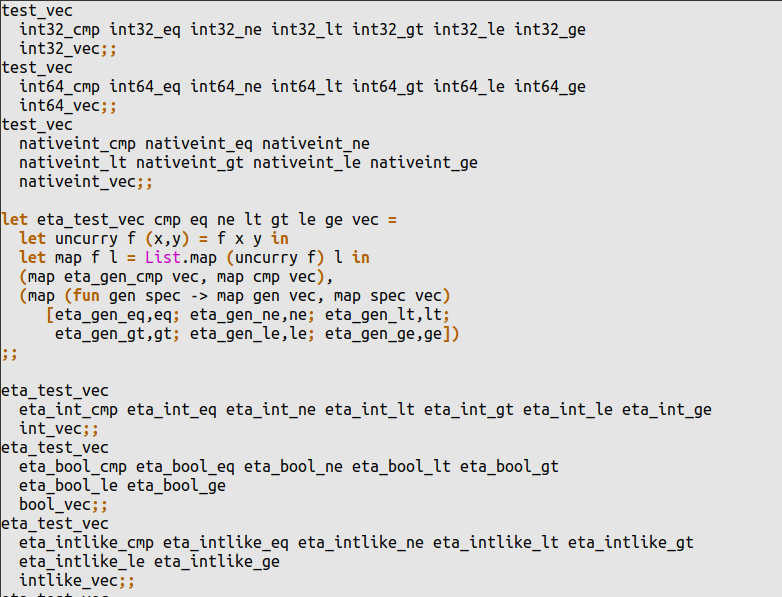 test_vec
  int32_cmp int32_eq int32_ne int32_lt int32_gt int32_le int32_ge
  int32_vec;;
test_vec
  int64_cmp int64_eq int64_ne int64_lt int64_gt int64_le int64_ge
  int64_vec;;
test_vec
  nativeint_cmp nativeint_eq nativeint_ne
  nativeint_lt nativeint_gt nativeint_le nativeint_ge
  nativeint_vec;;

let eta_test_vec cmp eq ne lt gt le ge vec =
  let uncurry f (x,y) = f x y in
  let map f l = List.map (uncurry f) l in
  (map eta_gen_cmp vec, map cmp vec),
  (map (fun gen spec -> map gen vec, map spec vec)
     [eta_gen_eq,eq; eta_gen_ne,ne; eta_gen_lt,lt;
      eta_gen_gt,gt; eta_gen_le,le; eta_gen_ge,ge])
;;

eta_test_vec
  eta_int_cmp eta_int_eq eta_int_ne eta_int_lt eta_int_gt eta_int_le eta_int_ge
  int_vec;;
eta_test_vec
  eta_bool_cmp eta_bool_eq eta_bool_ne eta_bool_lt eta_bool_gt
  eta_bool_le eta_bool_ge
  bool_vec;;
eta_test_vec
  eta_intlike_cmp eta_intlike_eq eta_intlike_ne eta_intlike_lt eta_intlike_gt
  eta_intlike_le eta_intlike_ge
  intlike_vec;;